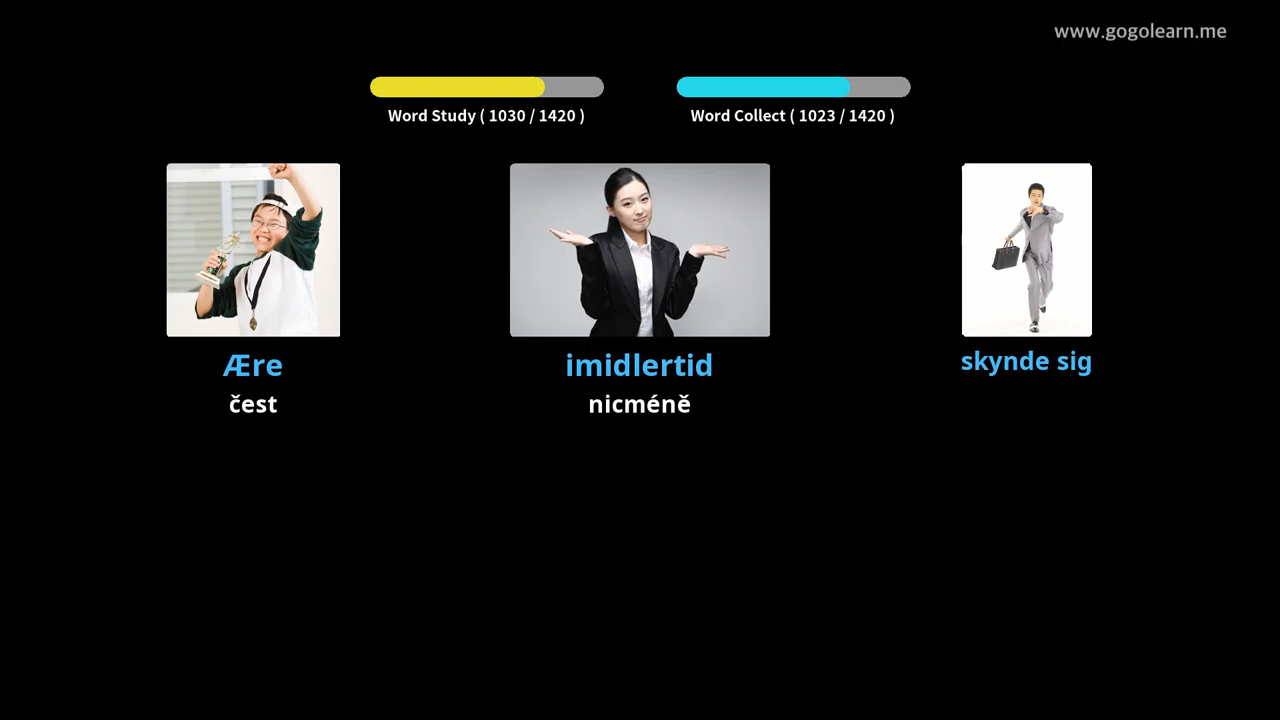 www.gogolearn.me
Word Study ( 1030 / 1420 )
Word Collect ( 1023 / 1420 )
Ære
čest
imidlertid
nicméně
skynde sig